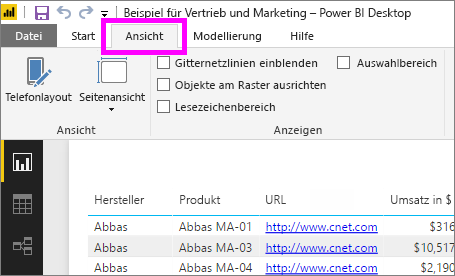 Beispiel für Vertrieb und Marketing – Power BI Desktop
Datei Start Ansicht Modellierung Hilfe
Gitternetzlinien einblenden Auswahlbereich
Objekte am Raster ausrichten
Telefonlayout Seitenansicht Lesezeichenbereich
Ansicht Anzeigen
Hersteller Produkt URL Umsatz in $
Abbas Abbas MA-01 http://www.cnet.com $316
Abbas Abbas MA-03 http://www.cnet.com $10,517
Abbas Abbas MA-04 http://www.cnet.com $2,190